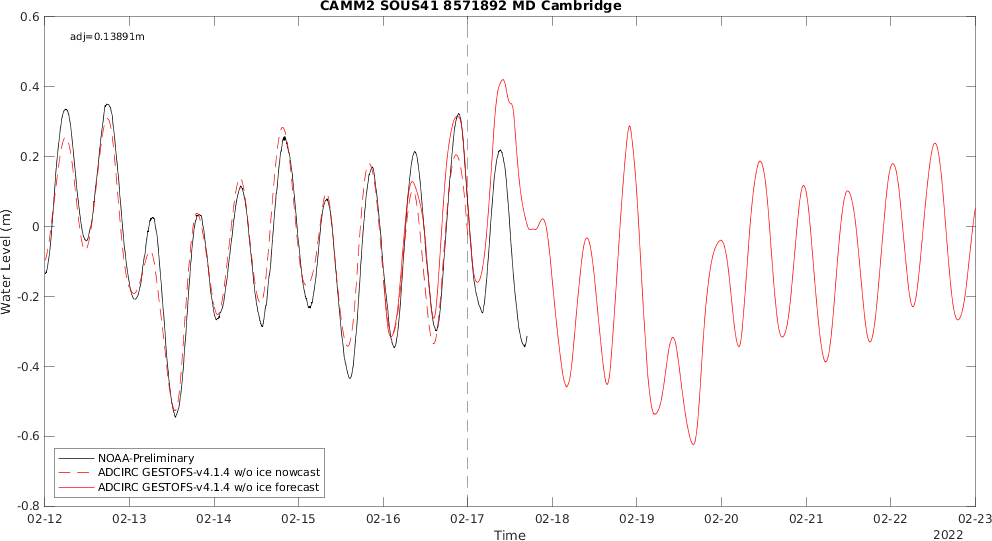 CAMM2 SOUS41 8571892 MD Cambridge
adj=0.13891m
0.6
0.4
0.2
0
-0.2
-0.4
-0.6
-0.8
Water Level (m)
NOAA-Preliminary
ADCIRC GESTOFS-v4.1.4 w/o ice nowcast
ADCIRC GESTOFS-v4.1.4 w/o ice forecast
02-12 02-13 02-14 02-15 02-16 02-17 02-18 02-19 02-20 02-21 02-22 02-23
Time
2022